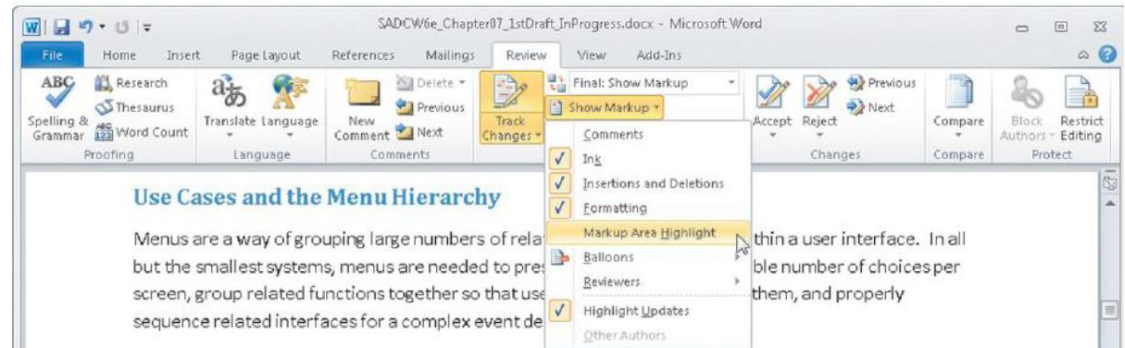 SADCW6e_Chapter07_1stDraft_InProgress.docx - Microsoft Word
File Home Insert Page Layout References Mailings Review View Add-Ins
ABC Spelling & Grammar
Research
Thesaurus
ABC 123 Word Count
Proofing
Translate Language
Language
New Comment
Delete
Previous
Next
Comments
Track Changes
Final: Show Markup
Show Markup
Comments
Ink
Insertions and Deletions
Formatting
Markup Area Highlight
Balloons
Reviewers
Highlight Updates
Other Authors
Accept Reject
Previous
Next
Changes
Compare
Compare
Block Authors
Restrict Editing
Protect
Use Cases and the Menu Hierarchy
Menus are a way of grouping large numbers of rela thin a user interface. In all
but the smallest systems, menus are needed to pres ble number of choices per
screen, group related functions together so that use them, and properly
sequence related interfaces for a complex event de